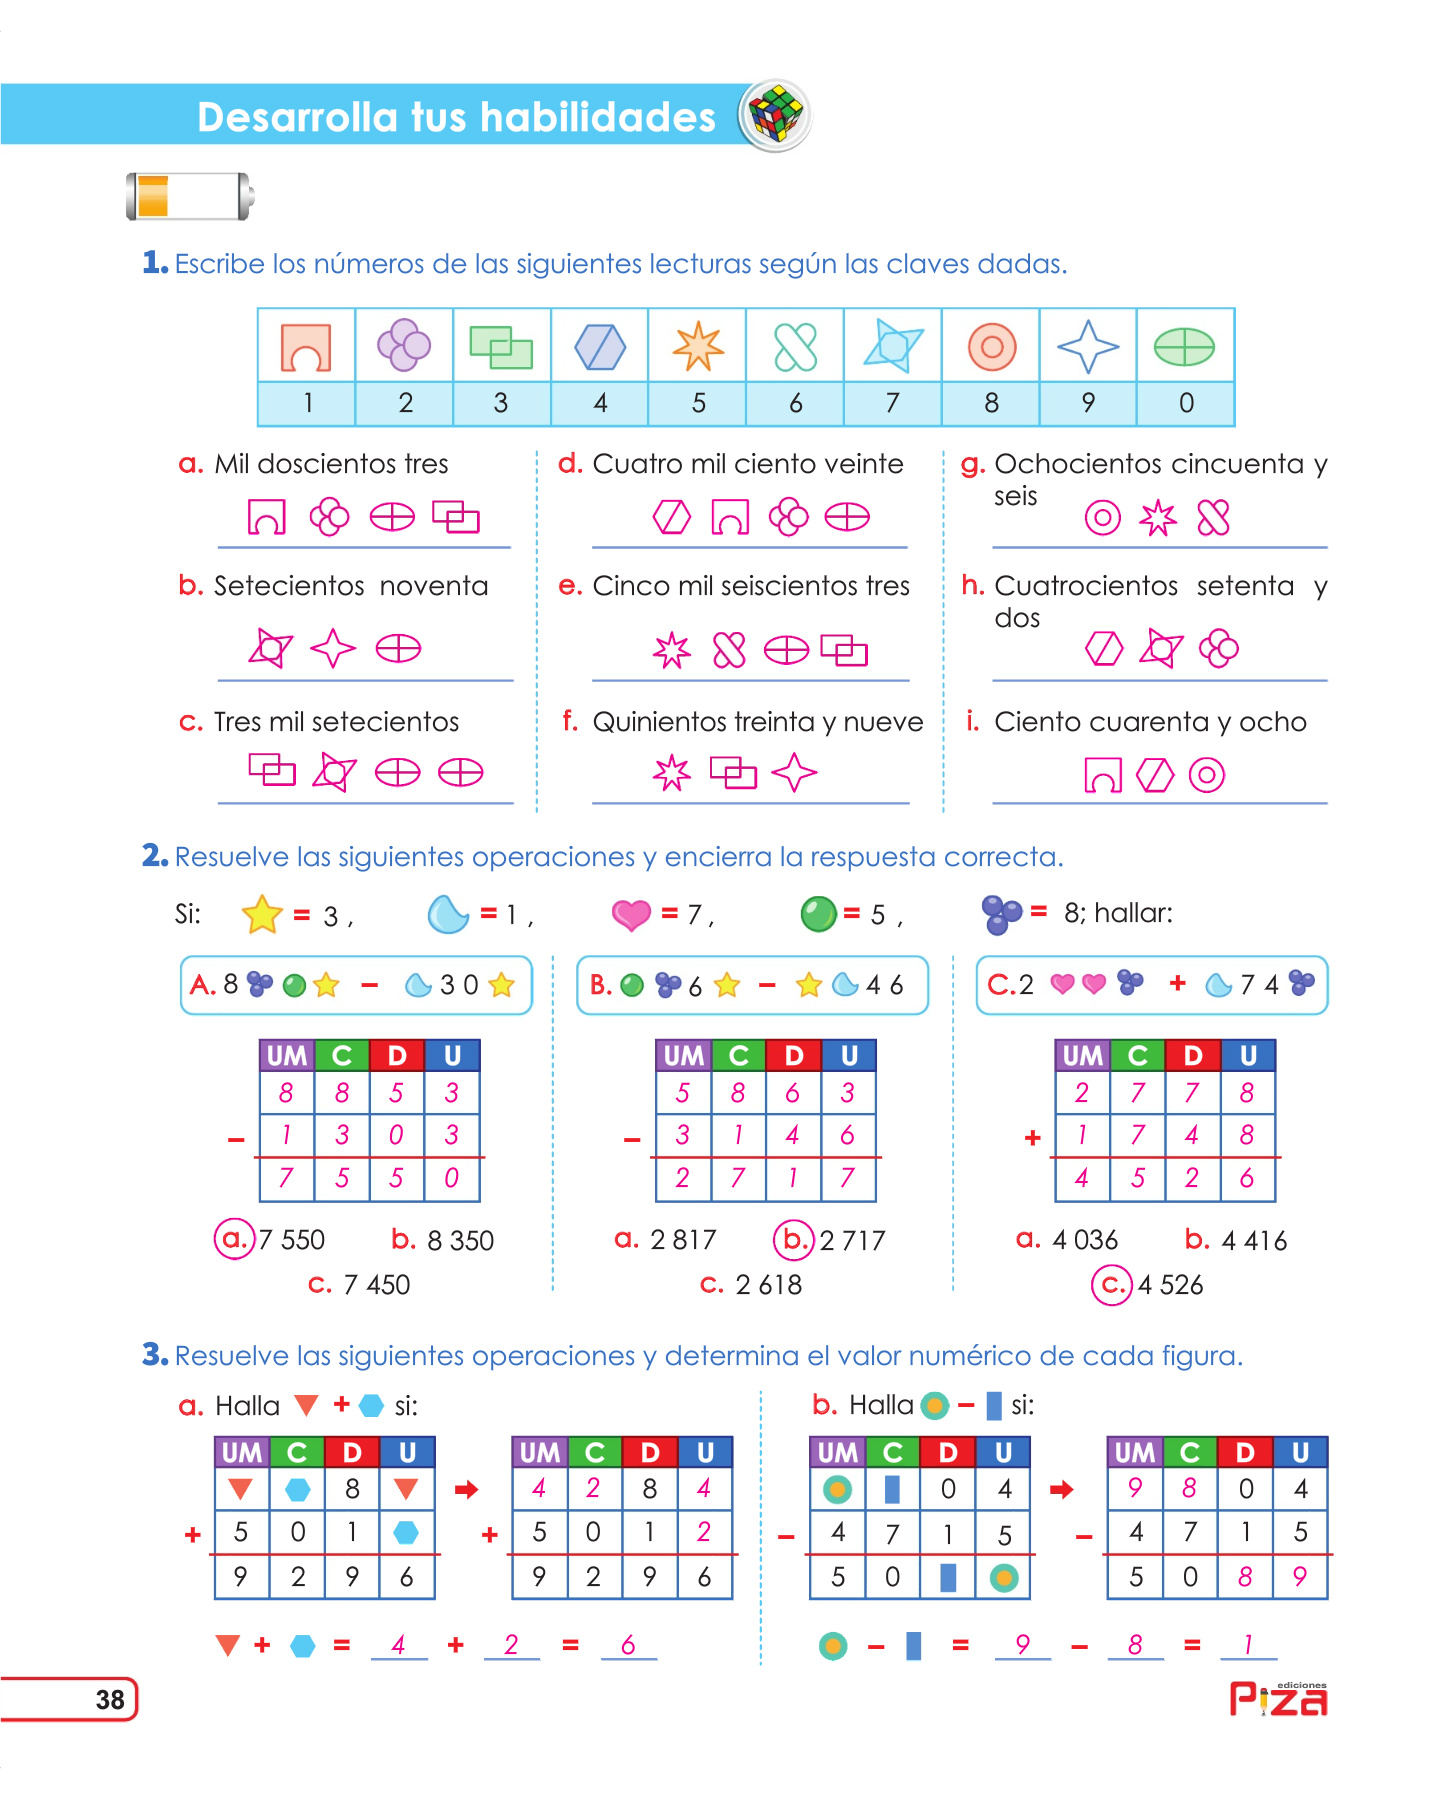 Desarrolla tus habilidades
1. Escribe los números de las siguientes lecturas según las claves dadas.
1 2 3 4 5 6 7 8 9 0
a. Mil doscientos tres
b. Setecientos noventa
c. Tres mil setecientos
d. Cuatro mil ciento veinte
e. Cinco mil seiscientos tres
f. Quinientos treinta y nueve
g. Ochocientos cincuenta y
seis
h. Cuatrocientos setenta y
dos
i. Ciento cuarenta y ocho
2. Resuelve las siguientes operaciones y encierra la respuesta correcta.
Si: = 3 , = 1 , = 7 , = 5 , = 8; hallar:
A. 8 – 3 0
UM C D U
8 8 5 3
– 1 3 0 3
7 5 5 0
a. 7 550 b. 8 350
c. 7 450
B. 6 – 4 6
UM C D U
5 8 6 3
– 3 1 4 6
2 7 1 7
a. 2 817 b. 2 717
c. 2 618
C. 2 + 7 4
UM C D U
2 7 7 8
+ 1 7 4 8
4 5 2 6
a. 4 036 b. 4 416
c. 4 526
3. Resuelve las siguientes operaciones y determina el valor numérico de cada figura.
a. Halla + si:
UM C D U
8
+ 5 0 1
9 2 9 6
UM C D U
4 2 8 4
+ 5 0 1 2
9 2 9 6
+ = 4 + 2 = 6
b. Halla – si:
UM C D U
0 4
– 4 7 1 5
5 0
UM C D U
9 8 0 4
– 4 7 1 5
5 0 8 9
– = 9 – 8 = 1
38
ediciones
Piza